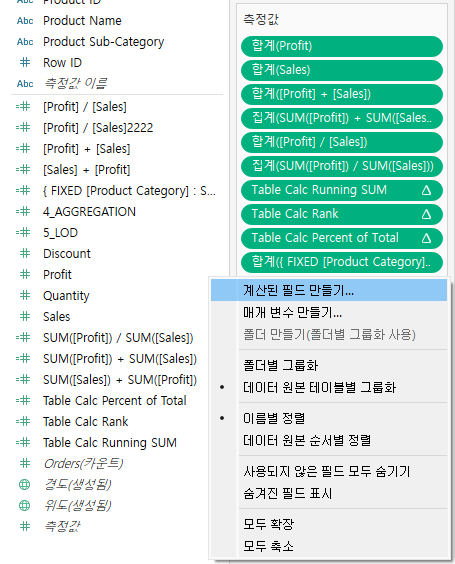 Product ID
Abc Product Name
Abc Product Sub-Category
# Row ID
Abc 측정값 이름
=# [Profit] / [Sales]
=# [Profit] / [Sales]2222
=# [Profit] + [Sales]
=# [Sales] + [Profit]
=# { FIXED [Product Category] : S...
=# 4_AGGREGATION
=# 5_LOD
# Discount
# Profit
# Quantity
# Sales
=# SUM([Profit]) / SUM([Sales])
=# SUM([Profit]) + SUM([Sales])
=# SUM([Sales]) + SUM([Profit])
=# Table Calc Percent of Total
=# Table Calc Rank
=# Table Calc Running SUM
=# Orders(카운트)
경도(생성됨)
위도(생성됨)
# 측정값
측정값
합계(Profit)
합계(Sales)
합계([Profit] + [Sales])
집계(SUM([Profit]) + SUM([Sales..
합계([Profit] / [Sales])
집계(SUM([Profit]) / SUM([Sales]))
Table Calc Running SUM Δ
Table Calc Rank Δ
Table Calc Percent of Total Δ
합계({ FIXED [Product Category]..
계산된 필드 만들기...
매개 변수 만들기...
폴더 만들기(폴더별 그룹화 사용)
폴더별 그룹화
• 데이터 원본 테이블별 그룹화
• 이름별 정렬
데이터 원본 순서별 정렬
사용되지 않은 필드 모두 숨기기
숨겨진 필드 표시
모두 확장
모두 축소